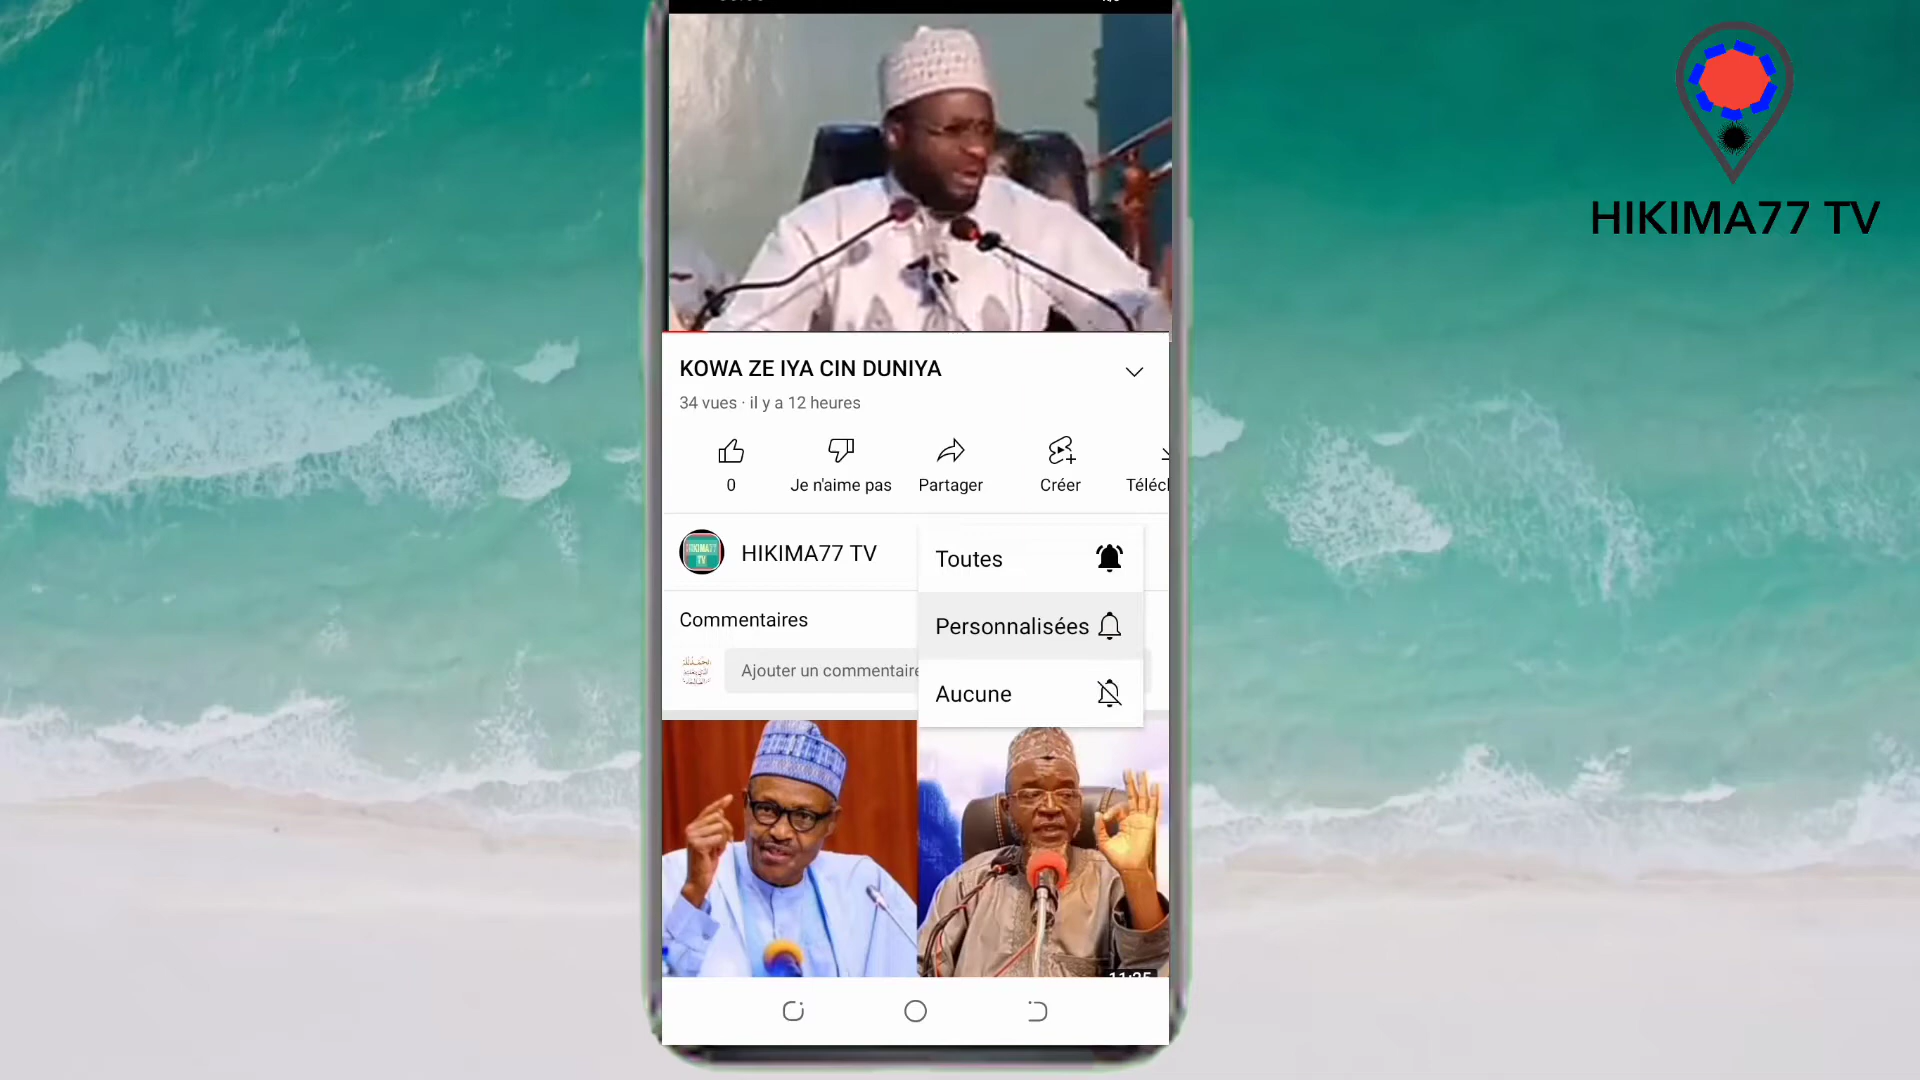 HIKIMA77 TV
KOWA ZE IYA CIN DUNIYA
34 vues · il y a 12 heures
0
Je n'aime pas
Partager
Créer
Téléc
HIKIMA77 TV
Toutes
Personnalisées
Aucune
Commentaires
Ajouter un commentaire